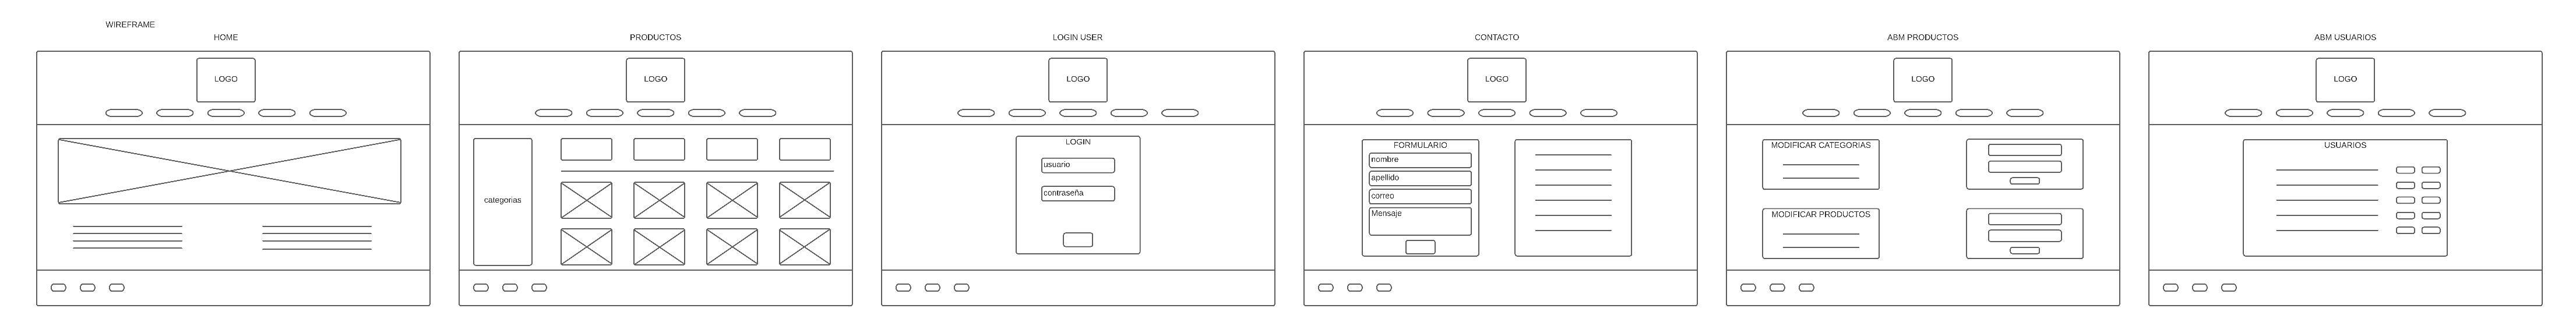 WIREFRAME
HOME
LOGO
PRODUCTOS
LOGO
categorias
LOGIN USER
LOGO
LOGIN
usuario
contraseña
CONTACTO
LOGO
FORMULARIO
nombre
apellido
correo
Mensaje
ABM PRODUCTOS
LOGO
MODIFICAR CATEGORIAS
MODIFICAR PRODUCTOS
ABM USUARIOS
LOGO
USUARIOS